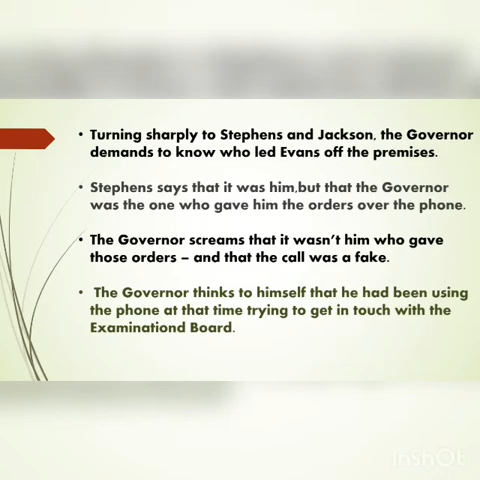 • Turning sharply to Stephens and Jackson, the Governor
demands to know who led Evans off the premises.
• Stephens says that it was him,but that the Governor
was the one who gave him the orders over the phone.
• The Governor screams that it wasn't him who gave
those orders – and that the call was a fake.
• The Governor thinks to himself that he had been using
the phone at that time trying to get in touch with the
Examinationd Board.
InShOt